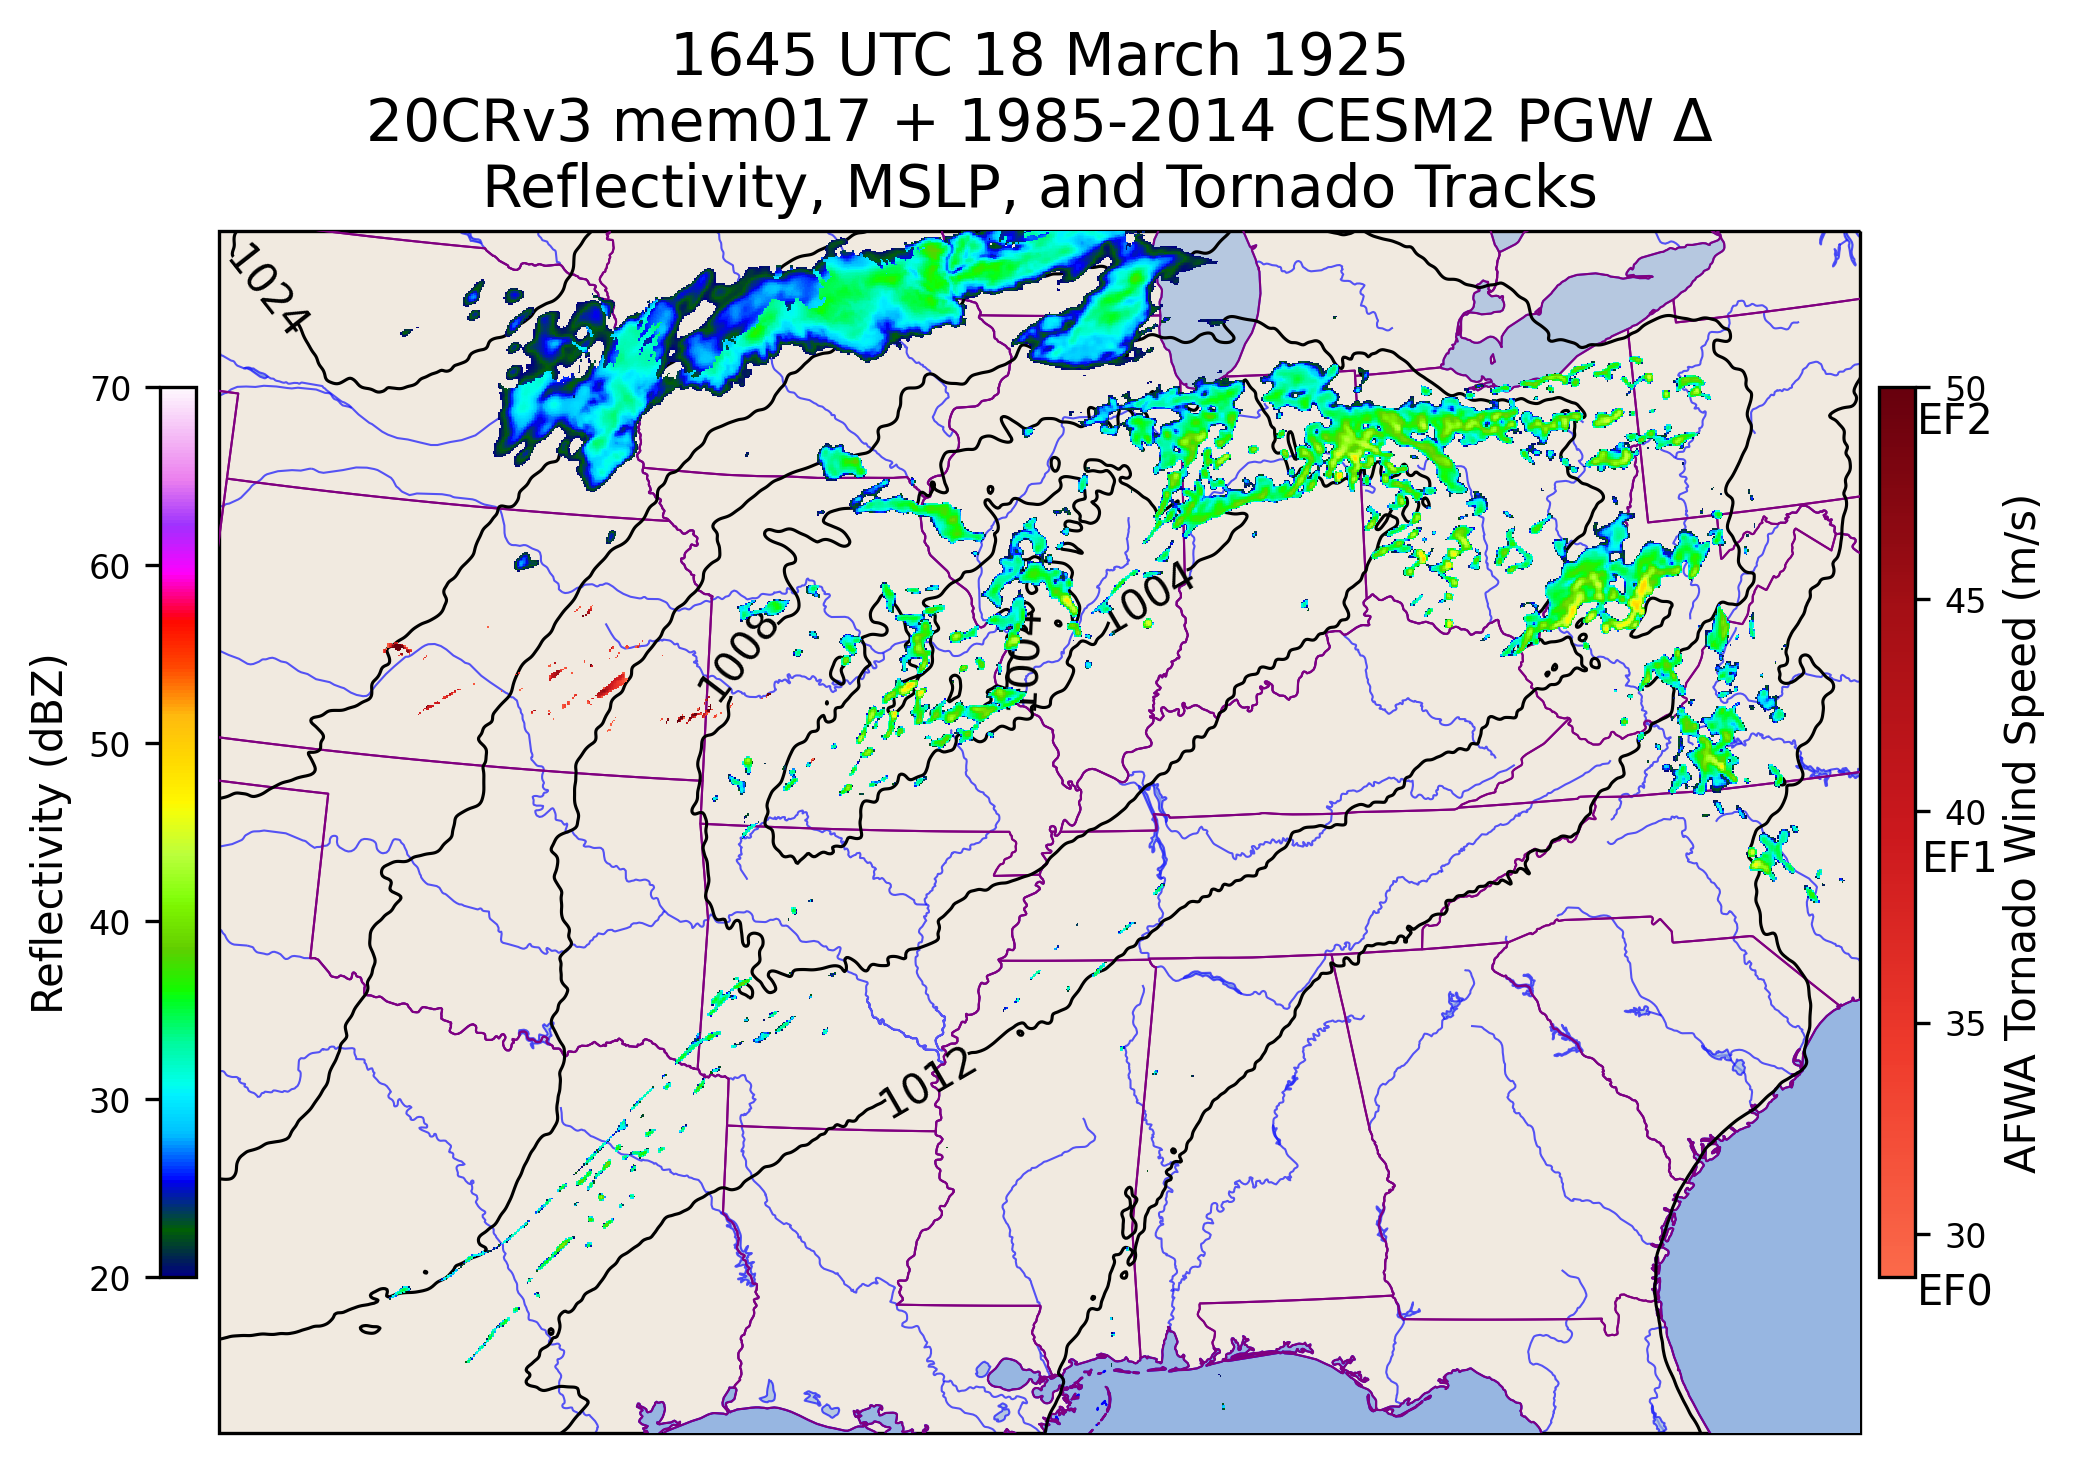 1645 UTC 18 March 1925
20CRv3 mem017 + 1985-2014 CESM2 PGW Δ
Reflectivity, MSLP, and Tornado Tracks
1024
1008
1004
1004
1012
70
60
50
40
30
20
Reflectivity (dBZ)
50
EF2
45
40
EF1
35
30
EF0
AFWA Tornado Wind Speed (m/s)